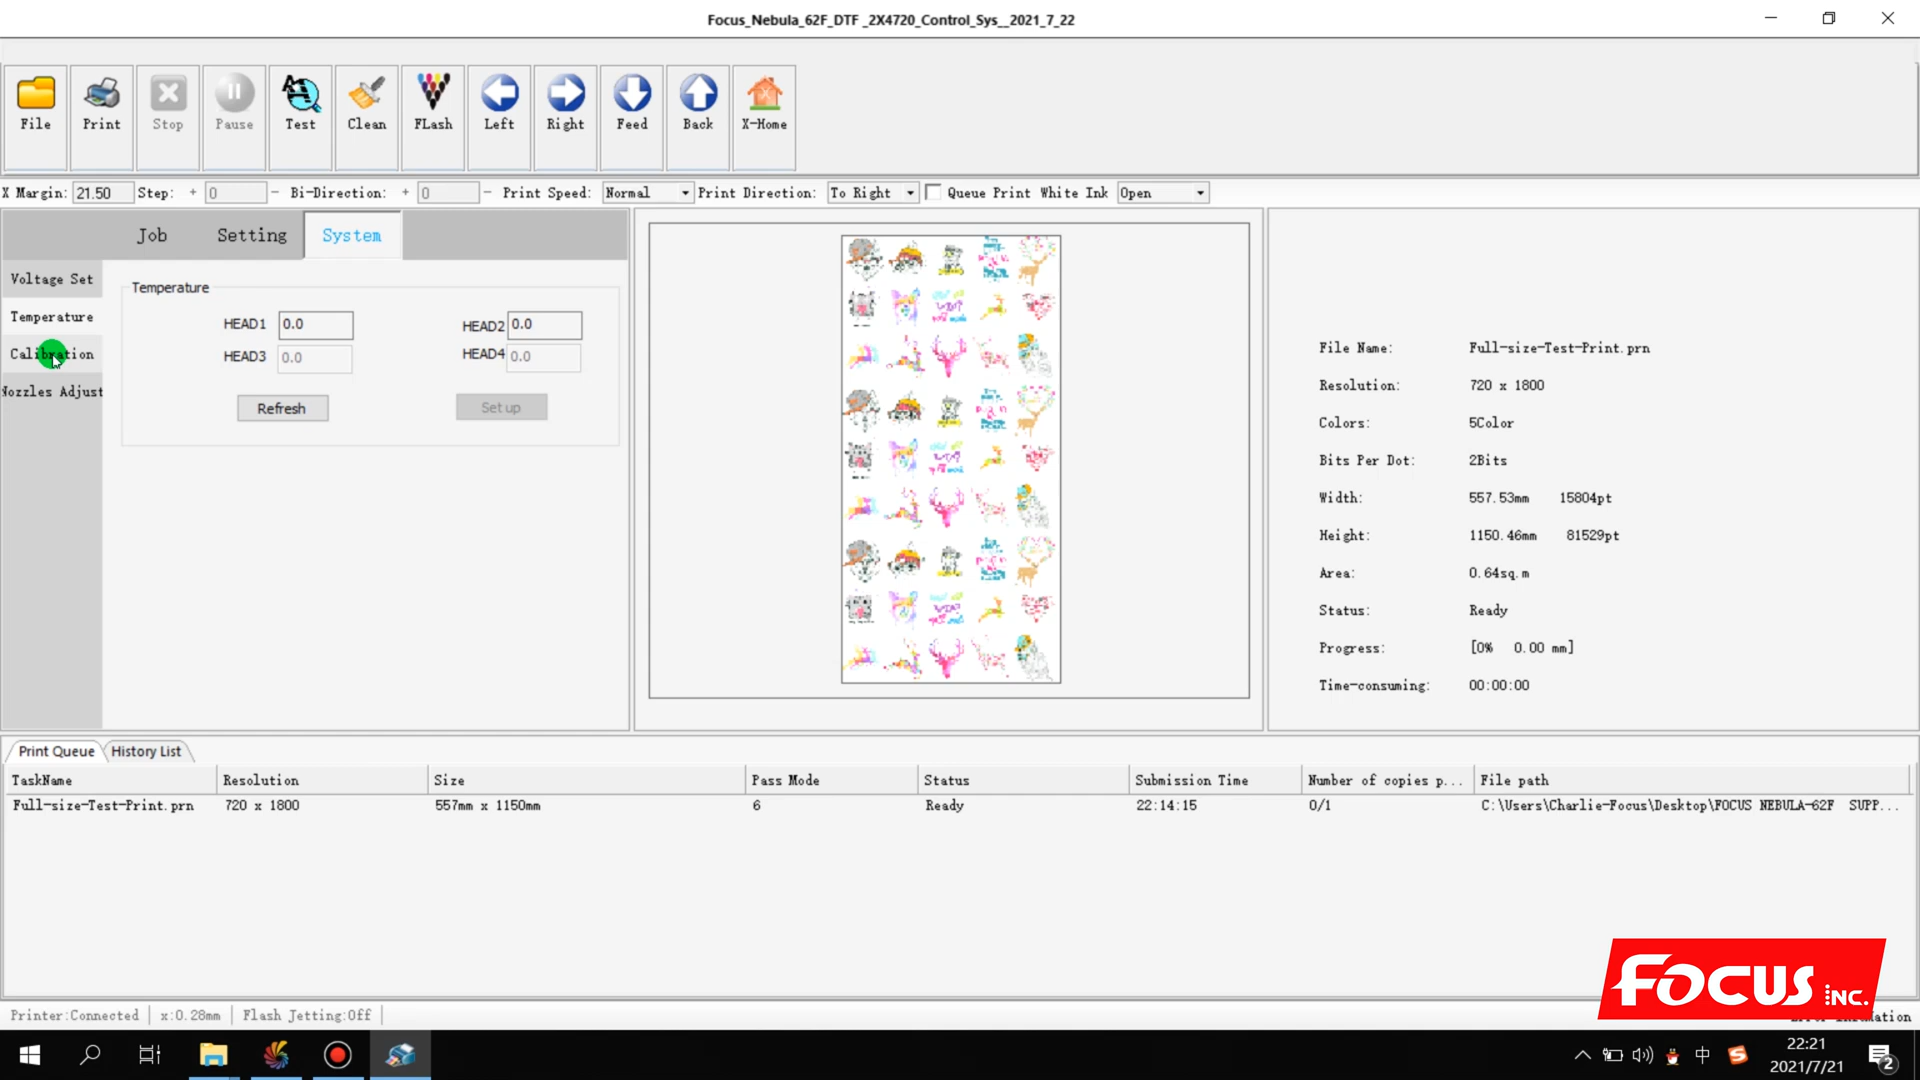 Focus_Nebula_62F_DTF _2X4720_Control_Sys__2021_7_22
File Print Stop Pause Test Clean FLash Left Right Feed Back X-Home
X Margin: 21.50 Step: + 0 - Bi-Direction: + 0 - Print Speed: Normal Print Direction: To Right Queue Print White Ink Open
Job Setting System
Voltage Set
Temperature
Calibration
Nozzles Adjust
Temperature
HEAD1 0.0 HEAD2 0.0
HEAD3 0.0 HEAD4 0.0
Refresh Set up
File Name: Full-size-Test-Print.prn
Resolution: 720 x 1800
Colors: 5Color
Bits Per Dot: 2Bits
Width: 557.53mm 15804pt
Height: 1150.46mm 81529pt
Area: 0.64sq.m
Status: Ready
Progress: [0% 0.00 mm]
Time-consuming: 00:00:00
Print Queue History List
TaskName Resolution Size Pass Mode Status Submission Time Number of copies p... File path
Full-size-Test-Print.prn 720 x 1800 557mm x 1150mm 6 Ready 22:14:15 0/1 C:\Users\Charlie-Focus\Desktop\FOCUS NEBULA-62F SUPP...
FOCUS INC.
Printer:Connected x:0.28mm Flash Jetting:Off
中
22:21
2021/7/21
2